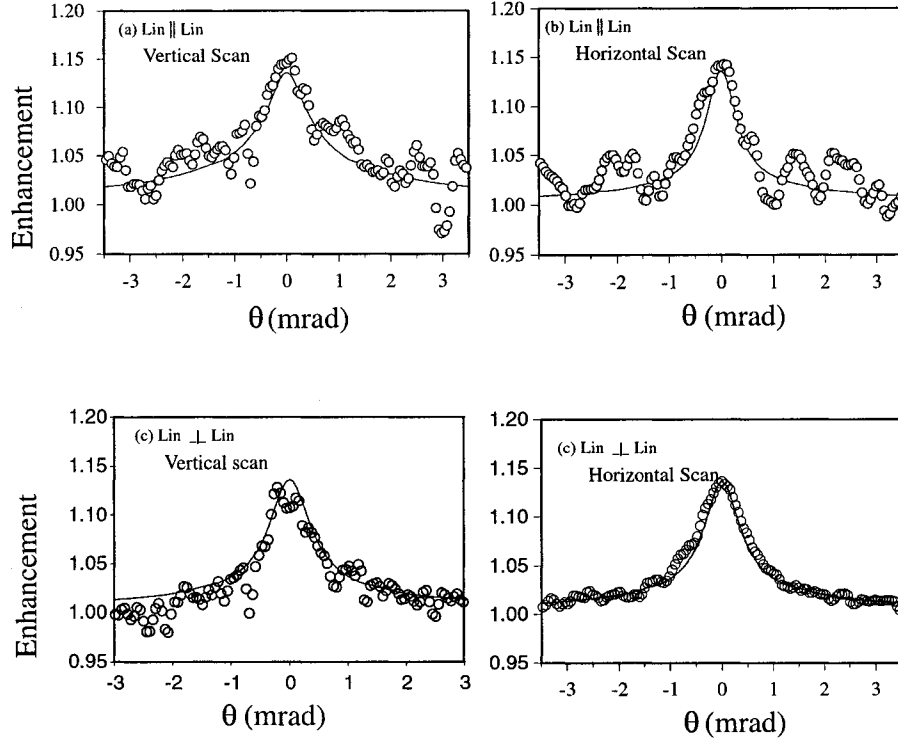 1.20
(a) Lin ∥ Lin
Vertical Scan
1.15
1.10
1.05
1.00
0.95
Enhancement
-3 -2 -1 0 1 2 3
θ (mrad)
1.20
(b) Lin ∥ Lin
Horizontal Scan
1.15
1.10
1.05
1.00
0.95
-3 -2 -1 0 1 2 3
θ (mrad)
1.20
(c) Lin ⊥ Lin
Vertical scan
1.15
1.10
1.05
1.00
0.95
Enhancement
-3 -2 -1 0 1 2 3
θ (mrad)
1.20
(c) Lin ⊥ Lin
Horizontal Scan
1.15
1.10
1.05
1.00
0.95
-3 -2 -1 0 1 2 3
θ (mrad)